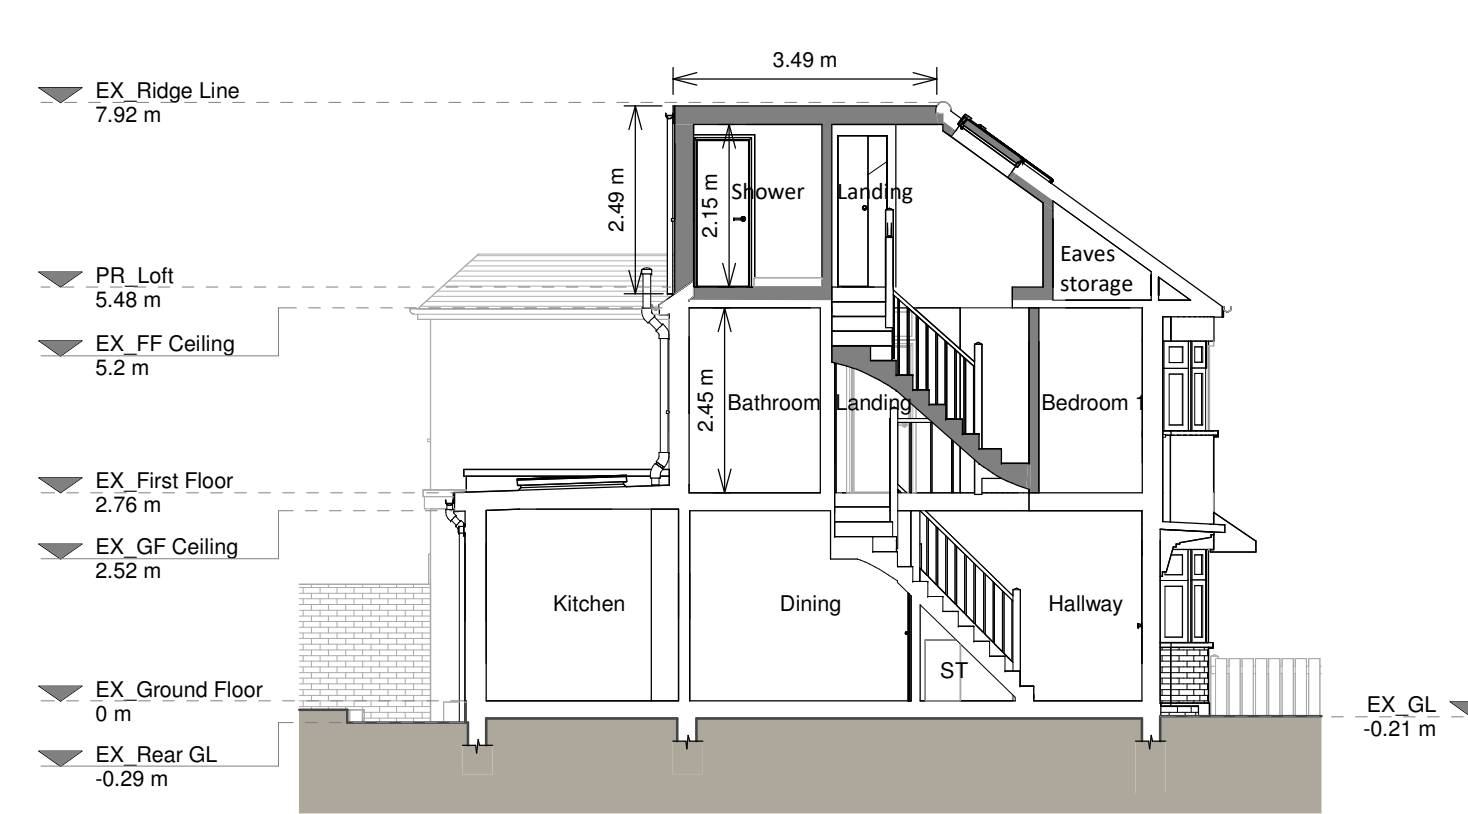 3.49 m
EX_Ridge Line
7.92 m
2.49 m
2.15 m
Shower
Landing
PR_Loft
5.48 m
Eaves
storage
EX_FF Ceiling
5.2 m
2.45 m
Bathroom
Landing
Bedroom 1
EX_First Floor
2.76 m
EX_GF Ceiling
2.52 m
Kitchen
Dining
Hallway
ST
EX_Ground Floor
0 m
EX_GL
-0.21 m
EX_Rear GL
-0.29 m